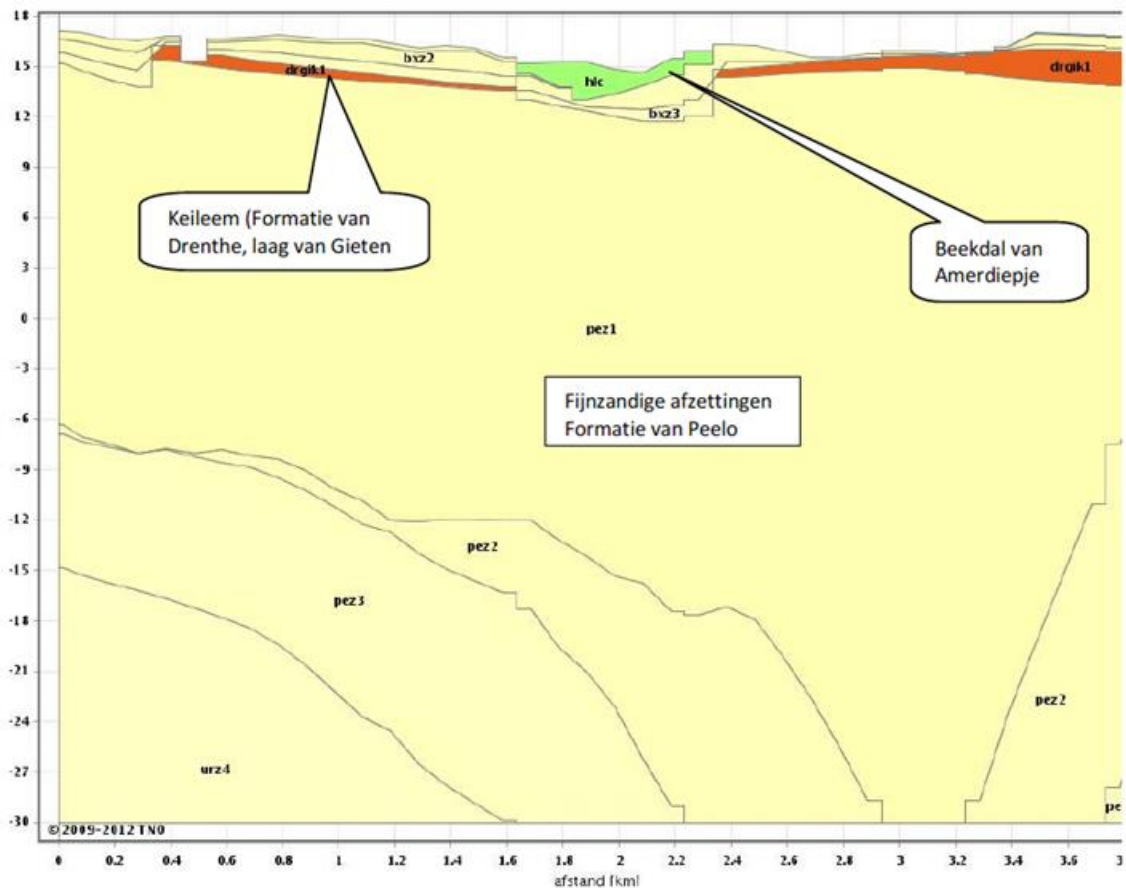 18
15
12
9
6
3
0
-3
-6
-9
-12
-15
-18
-21
-24
-27
-30
bxz2
drgik1
hlc
bxz3
drgik1
Keileem (Formatie van
Drenthe, laag van Gieten
Beekdal van
Amerdiepje
pez1
Fijnzandige afzettingen
Formatie van Peelo
pez2
pez3
pez2
urz4
pe
© 2009-2012 TNO
0 0.2 0.4 0.6 0.8 1 1.2 1.4 1.6 1.8 2 2.2 2.4 2.6 2.8 3 3.2 3.4 3.6 3
afstand [km]